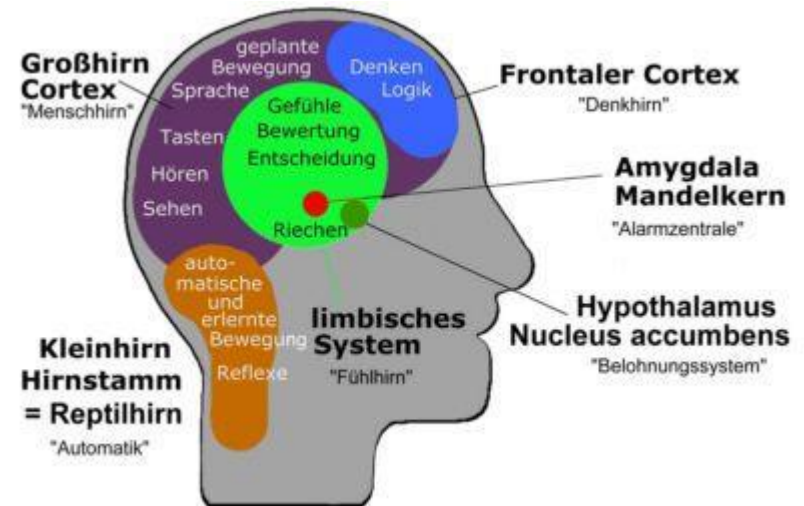 Großhirn
Cortex
"Menschhirn"
geplante
Bewegung
Sprache
Tasten
Hören
Sehen
Denken
Logik
Frontaler Cortex
"Denkhirn"
Gefühle
Bewertung
Entscheidung
Riechen
Amygdala
Mandelkern
"Alarmzentrale"
Hypothalamus
Nucleus accumbens
"Belohnungssystem"
limbisches
System
"Fühlhirn"
auto-
matische
und
erlernte
Bewegung
Reflexe
Kleinhirn
Hirnstamm
= Reptilhirn
"Automatik"